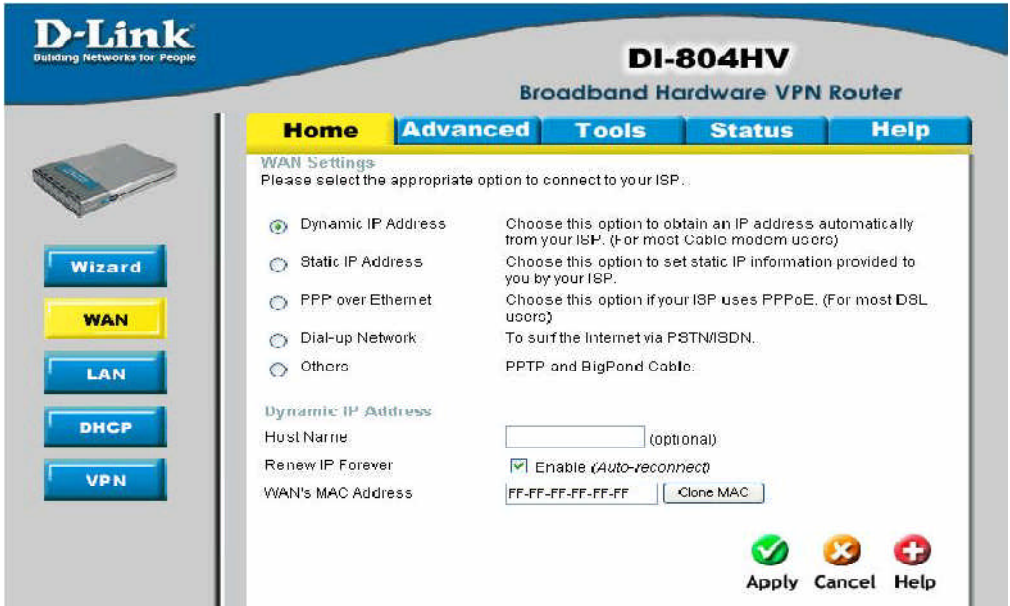 D-Link
Building Networks for People
DI-804HV
Broadband Hardware VPN Router
Home Advanced Tools Status Help
WAN Settings
Please select the appropriate option to connect to your ISP.
Dynamic IP Address Choose this option to obtain an IP address automatically
from your ISP. (For most Cable modem users)
Static IP Address Choose this option to set static IP information provided to
you by your ISP.
PPP over Ethernet Choose this option if your ISP uses PPPoE. (For most DSL
users)
Dial-up Network To surf the Internet via PSTN/ISDN.
Others PPTP and BigPond Cable.
Wizard
WAN
LAN
DHCP
VPN
Dynamic IP Address
Host Name (optional)
Renew IP Forever Enable (Auto-reconnect)
WAN's MAC Address FF-FF-FF-FF-FF-FF Clone MAC
Apply Cancel Help